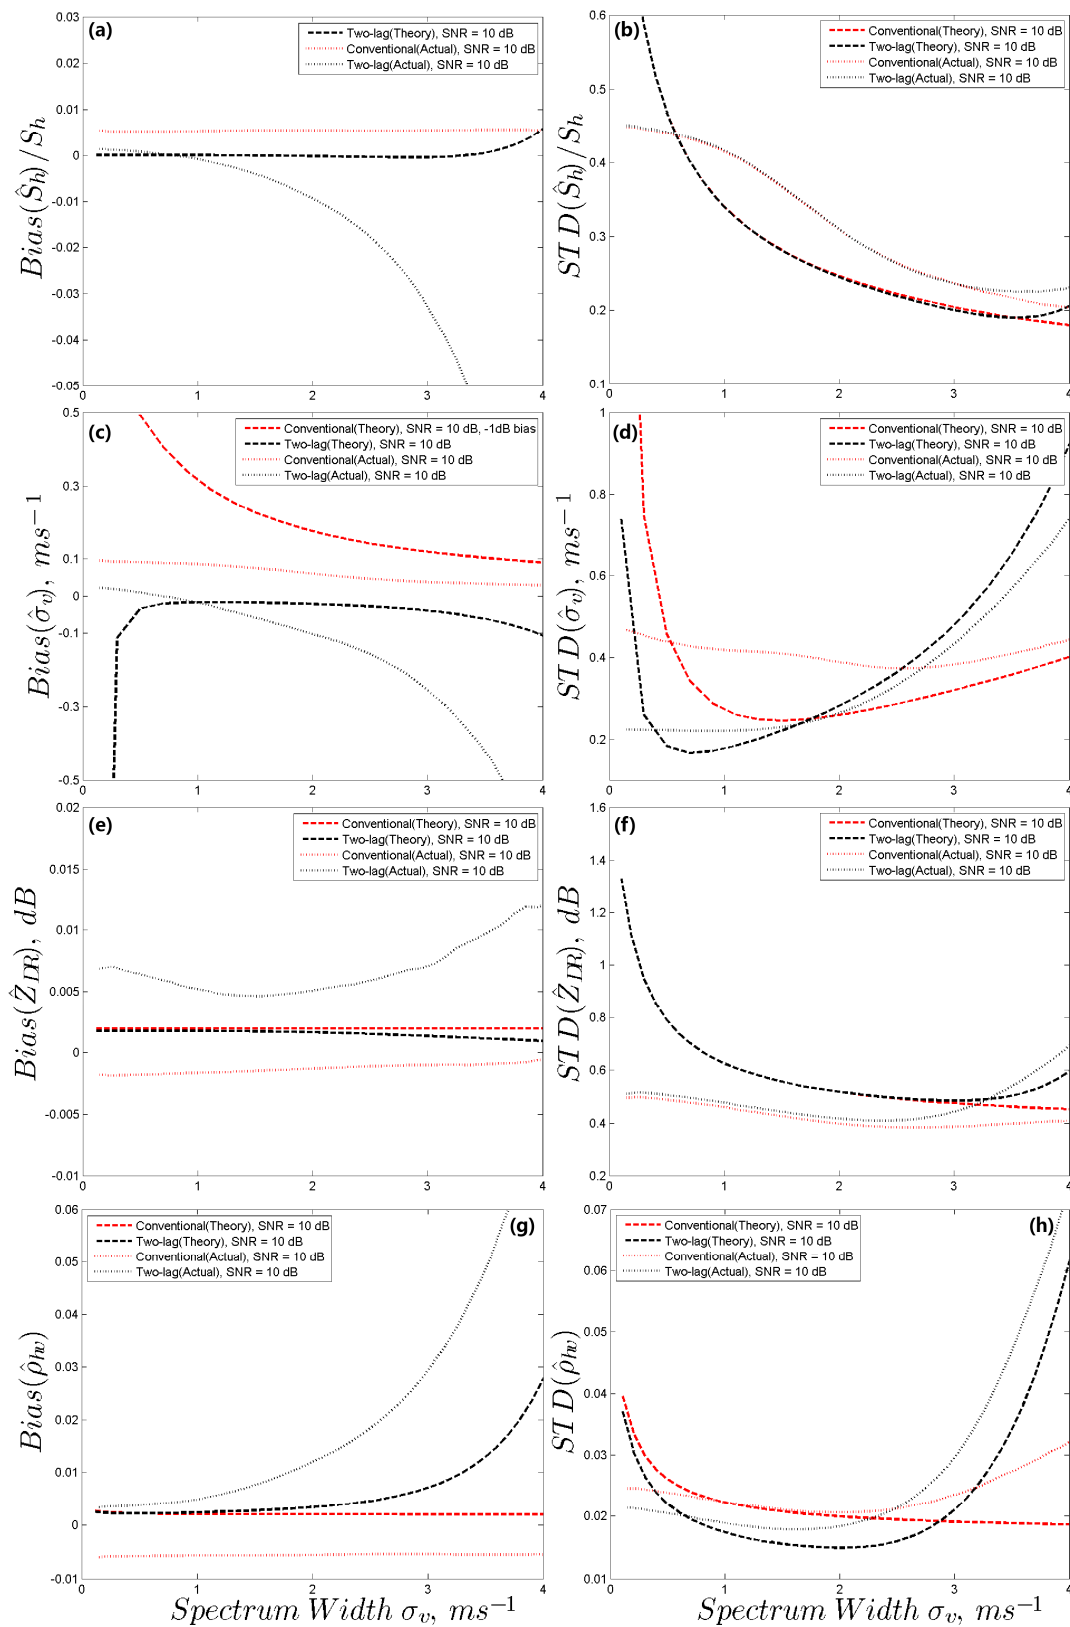 (a)
Two-lag(Theory), SNR = 10 dB
Conventional(Actual), SNR = 10 dB
Two-lag(Actual), SNR = 10 dB
0.03
0.02
0.01
0.005
0
-0.01
-0.02
-0.03
-0.04
-0.05
0 1 2 3 4
Bias(Ŝh)/Sh
(b)
Conventional(Theory), SNR = 10 dB
Two-lag(Theory), SNR = 10 dB
Conventional(Actual), SNR = 10 dB
Two-lag(Actual), SNR = 10 dB
0.6
0.5
0.4
0.3
0.2
0.1
0 1 2 3 4
STD(Ŝh)/Sh
(c)
Conventional(Theory), SNR = 10 dB, -1dB bias
Two-lag(Theory), SNR = 10 dB
Conventional(Actual), SNR = 10 dB
Two-lag(Actual), SNR = 10 dB
0.5
0.3
0.1
0
-0.1
-0.3
-0.5
0 1 2 3 4
Bias(σ̂v), ms−1
(d)
Conventional(Theory), SNR = 10 dB
Two-lag(Theory), SNR = 10 dB
Conventional(Actual), SNR = 10 dB
Two-lag(Actual), SNR = 10 dB
1
0.8
0.6
0.4
0.2
0 1 2 3 4
STD(σ̂v), ms−1
(e)
Conventional(Theory), SNR = 10 dB
Two-lag(Theory), SNR = 10 dB
Conventional(Actual), SNR = 10 dB
Two-lag(Actual), SNR = 10 dB
0.02
0.015
0.01
0.005
0
-0.005
-0.01
0 1 2 3 4
Bias(ẐDR), dB
(f)
Conventional(Theory), SNR = 10 dB
Two-lag(Theory), SNR = 10 dB
Conventional(Actual), SNR = 10 dB
Two-lag(Actual), SNR = 10 dB
1.6
1.4
1.2
1
0.8
0.6
0.4
0.2
0 1 2 3 4
STD(ẐDR), dB
(g)
Conventional(Theory), SNR = 10 dB
Two-lag(Theory), SNR = 10 dB
Conventional(Actual), SNR = 10 dB
Two-lag(Actual), SNR = 10 dB
0.06
0.05
0.04
0.03
0.02
0.01
0
-0.01
0 1 2 3 4
Bias(ρ̂hv)
Spectrum Width σv, ms−1
(h)
Conventional(Theory), SNR = 10 dB
Two-lag(Theory), SNR = 10 dB
Conventional(Actual), SNR = 10 dB
Two-lag(Actual), SNR = 10 dB
0.07
0.06
0.05
0.04
0.03
0.02
0.01
0 1 2 3 4
STD(ρ̂hv)
Spectrum Width σv, ms−1